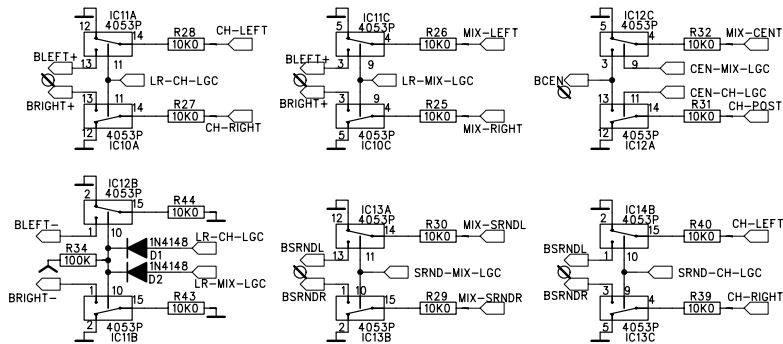 IC11A
4053P
12
14
R28
10K0
CH-LEFT
BLEFT+
13
11
LR-CH-LGC
BRIGHT+
13
11
14
R27
10K0
CH-RIGHT
12
4053P
IC10A
IC11C
4053P
5
4
R26
10K0
MIX-LEFT
BLEFT+
3
9
LR-MIX-LGC
BRIGHT+
3
9
4
R25
10K0
MIX-RIGHT
5
4053P
IC10C
IC12C
4053P
5
4
R32
10K0
MIX-CENT
3
9
CEN-MIX-LGC
BCEN
CEN-CH-LGC
13
11
14
R31
10K0
CH-POST
12
4053P
IC12A
IC12B
4053P
2
15
R44
10K0
BLEFT-
1
10
LR-CH-LGC
1N4148
D1
R34
100K
1N4148
D2
LR-MIX-LGC
BRIGHT-
1
10
15
R43
10K0
2
4053P
IC11B
IC13A
4053P
12
14
R30
10K0
MIX-SRNDL
BSRNDL
13
11
SRND-MIX-LGC
BSRNDR
1
10
15
R29
10K0
MIX-SRNDR
2
4053P
IC13B
IC14B
4053P
2
15
R40
10K0
CH-LEFT
BSRNDL
1
10
SRND-CH-LGC
BSRNDR
3
9
4
R39
10K0
CH-RIGHT
5
4053P
IC13C